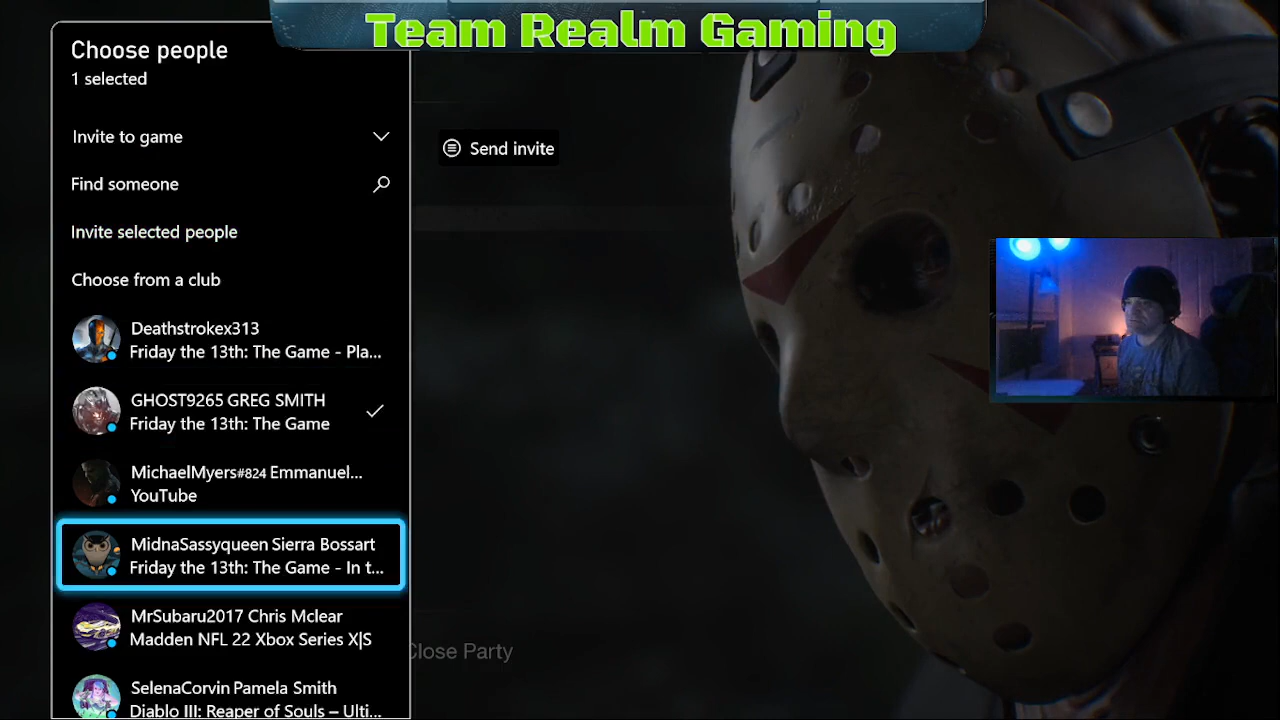 Team Realm Gaming
Choose people
1 selected
Invite to game
Find someone
Invite selected people
Choose from a club
Deathstrokex313
Friday the 13th: The Game - Pla...
GHOST9265 GREG SMITH
Friday the 13th: The Game
MichaelMyers#824 Emmanuel...
YouTube
MidnaSassyqueen Sierra Bossart
Friday the 13th: The Game - In t...
MrSubaru2017 Chris Mclear
Madden NFL 22 Xbox Series X|S
SelenaCorvin Pamela Smith
Diablo III: Reaper of Souls – Ulti...
Send invite
Close Party